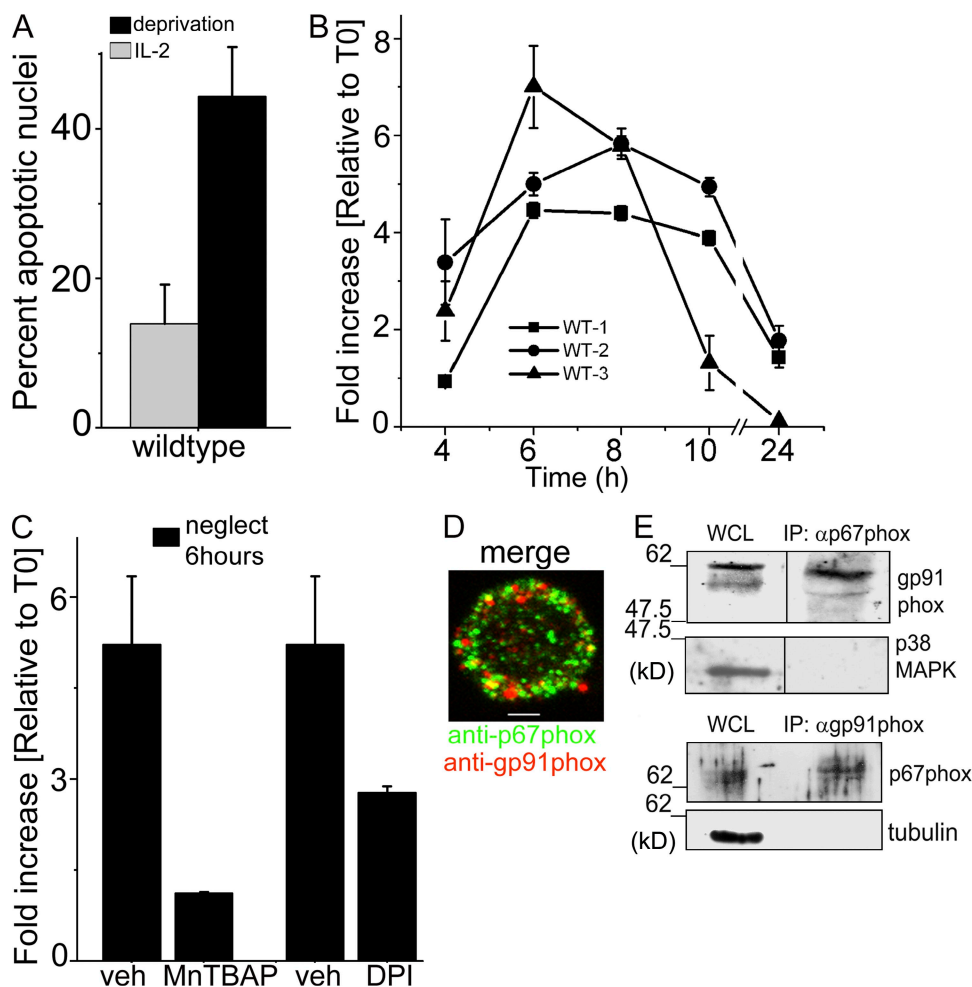 A
deprivation
IL-2
Percent apoptotic nuclei
40
20
0
wildtype
B
Fold increase [Relative to T0]
8
6
4
2
0
WT-1
WT-2
WT-3
4 6 8 10 24
Time (h)
C
neglect
6hours
Fold increase [Relative to T0]
6
3
0
veh MnTBAP veh DPI
D
merge
anti-p67phox
anti-gp91phox
E
WCL IP: αp67phox
62
47.5
gp91
phox
47.5
(kD)
p38
MAPK
WCL IP: αgp91phox
62
p67phox
62
(kD)
tubulin